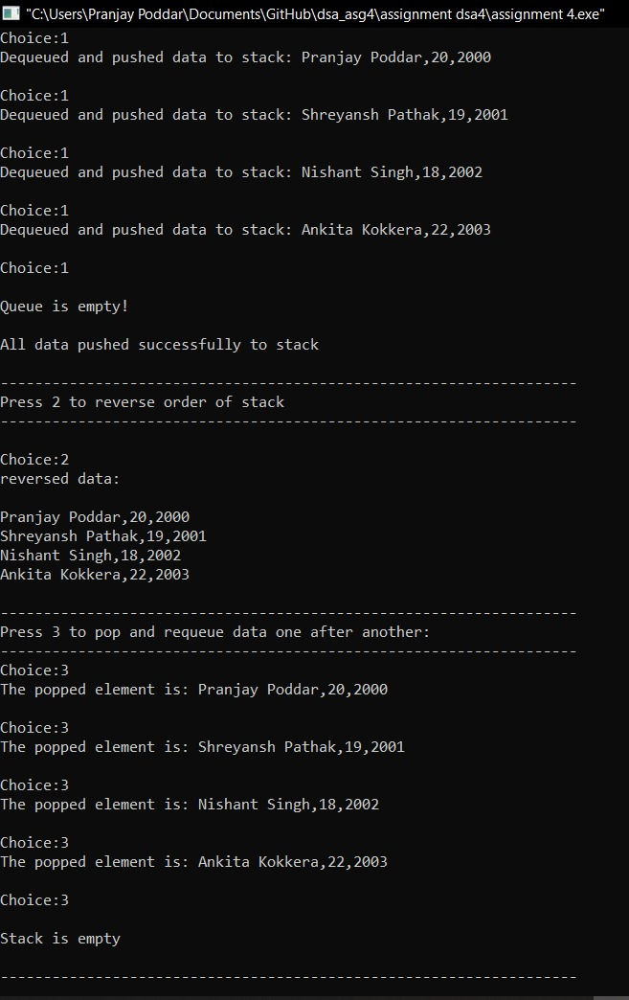 "C:\Users\Pranjay Poddar\Documents\GitHub\dsa_asg4\assignment dsa4\assignment 4.exe"
Choice:1
Dequeued and pushed data to stack: Pranjay Poddar,20,2000
Choice:1
Dequeued and pushed data to stack: Shreyansh Pathak,19,2001
Choice:1
Dequeued and pushed data to stack: Nishant Singh,18,2002
Choice:1
Dequeued and pushed data to stack: Ankita Kokkera,22,2003
Choice:1
Queue is empty!
All data pushed successfully to stack
-------------------------------------------------------------------
Press 2 to reverse order of stack
-------------------------------------------------------------------
Choice:2
reversed data:
Pranjay Poddar,20,2000
Shreyansh Pathak,19,2001
Nishant Singh,18,2002
Ankita Kokkera,22,2003
-------------------------------------------------------------------
Press 3 to pop and requeue data one after another:
-------------------------------------------------------------------
Choice:3
The popped element is: Pranjay Poddar,20,2000
Choice:3
The popped element is: Shreyansh Pathak,19,2001
Choice:3
The popped element is: Nishant Singh,18,2002
Choice:3
The popped element is: Ankita Kokkera,22,2003
Choice:3
Stack is empty
-------------------------------------------------------------------